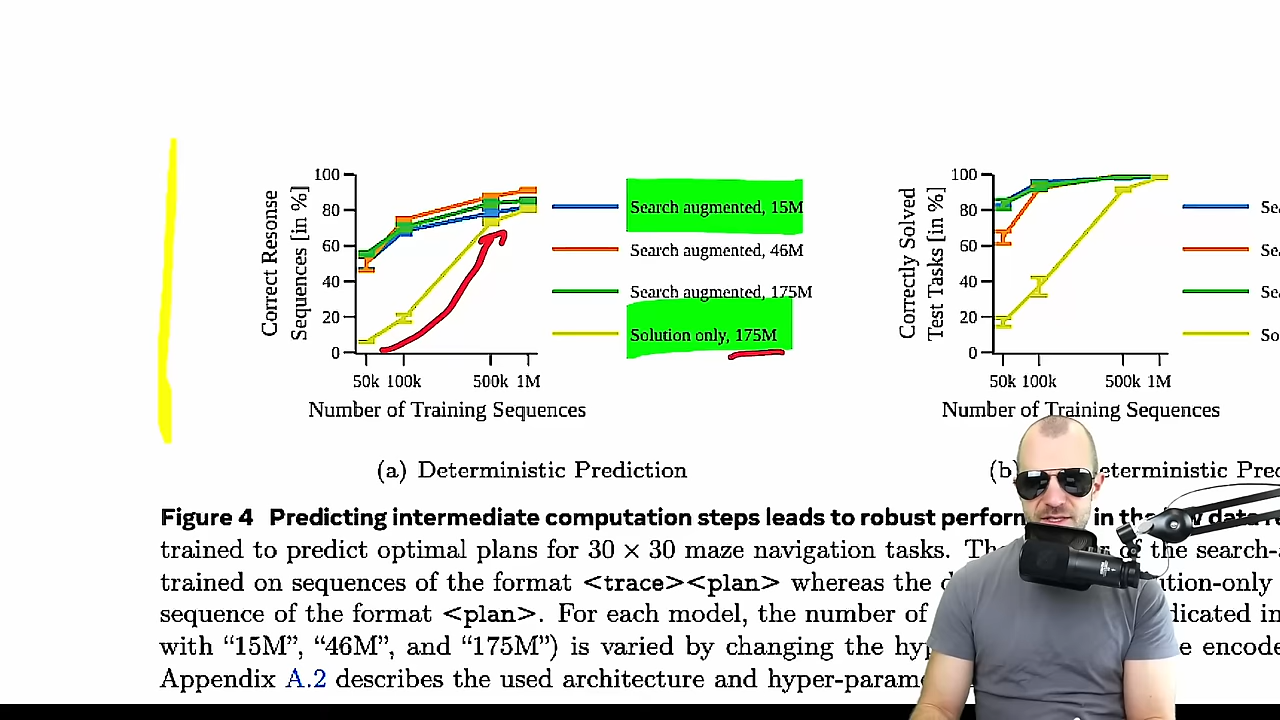 100
80
60
40
20
0
Correct Resonse
Sequences [in %]
50k 100k 500k 1M
Number of Training Sequences
Search augmented, 15M
Search augmented, 46M
Search augmented, 175M
Solution only, 175M
(a) Deterministic Prediction
100
80
60
40
20
0
Correctly Solved
Test Tasks [in %]
50k 100k 500k 1M
Number of Training Sequences
(b)
Figure 4 Predicting intermediate computation steps leads to robust in
trained to predict optimal plans for 30 × 30 maze navigation tasks. of the
trained on sequences of the format <trace><plan> whereas the
sequence of the format <plan>. For each model, the number of
with “15M”, “46M”, and “175M”) is varied by changing the
Appendix A.2 describes the used architecture and